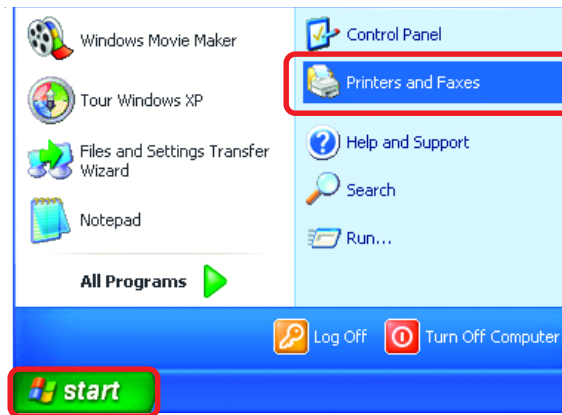 Windows Movie Maker
Tour Windows XP
Files and Settings Transfer
Wizard
Notepad
All Programs
Control Panel
Printers and Faxes
Help and Support
Search
Run...
Log Off
Turn Off Computer
start